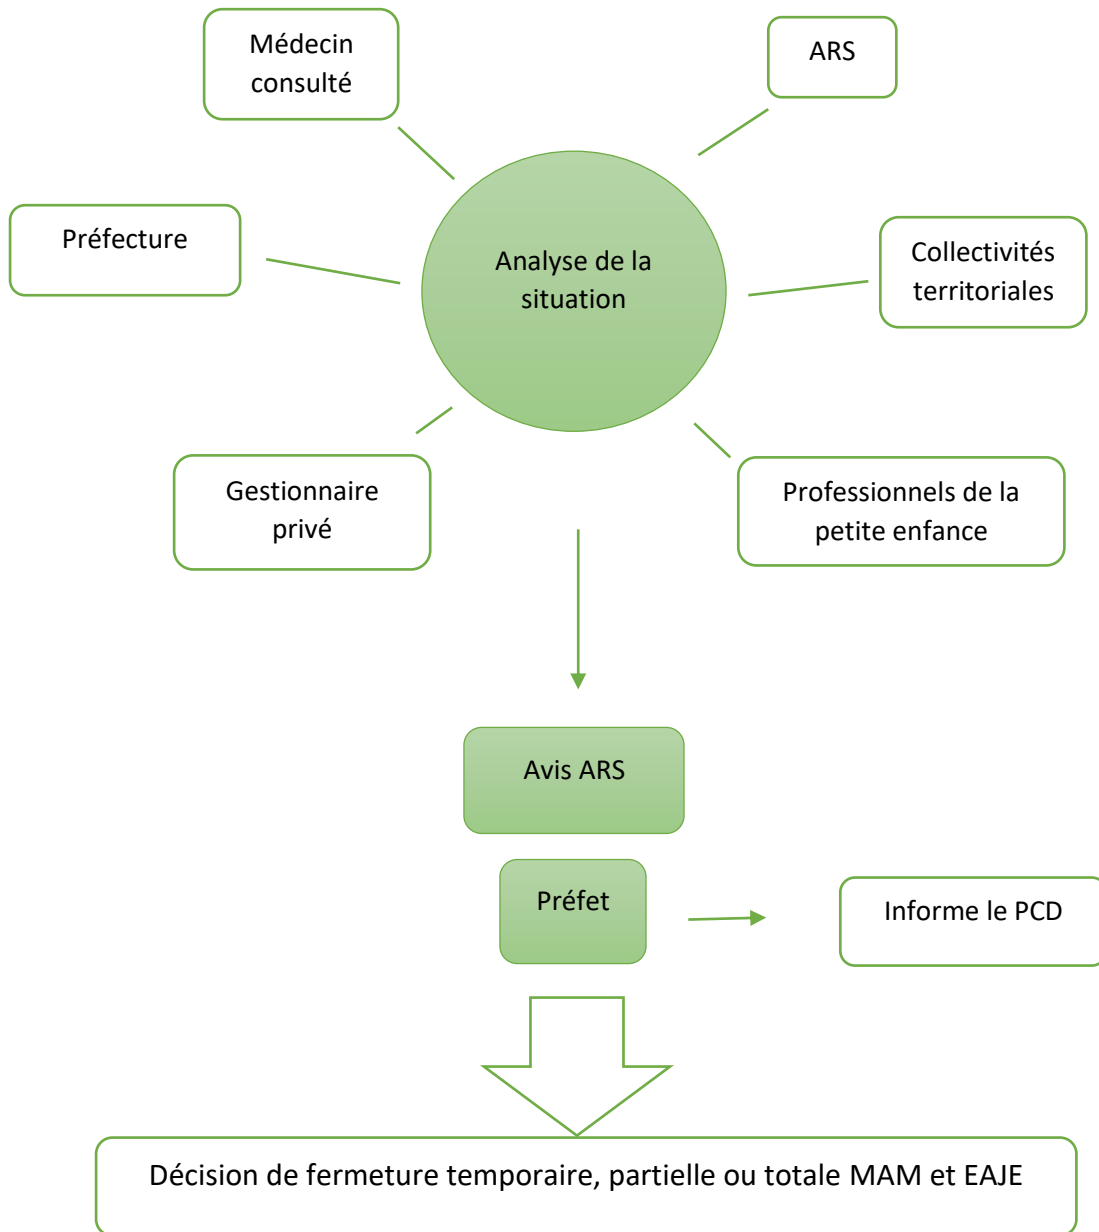 Médecin
consulté
ARS
Préfecture
Analyse de la
situation
Collectivités
territoriales
Gestionnaire
privé
Professionnels de la
petite enfance
Avis ARS
Préfet
Informe le PCD
Décision de fermeture temporaire, partielle ou totale MAM et EAJE